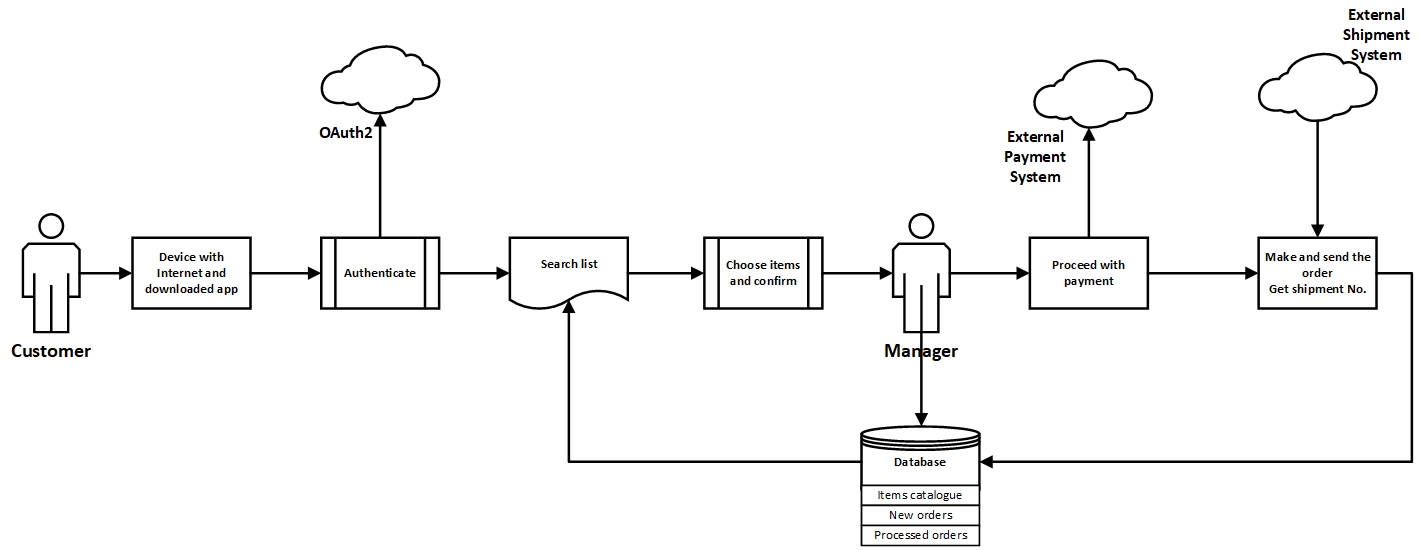 External
Shipment
System
OAuth2
External
Payment
System
Device with
Internet and
downloaded app
Authenticate
Search list
Choose items
and confirm
Proceed with
payment
Make and send the
order
Get shipment No.
Customer
Manager
Database
Items catalogue
New orders
Processed orders